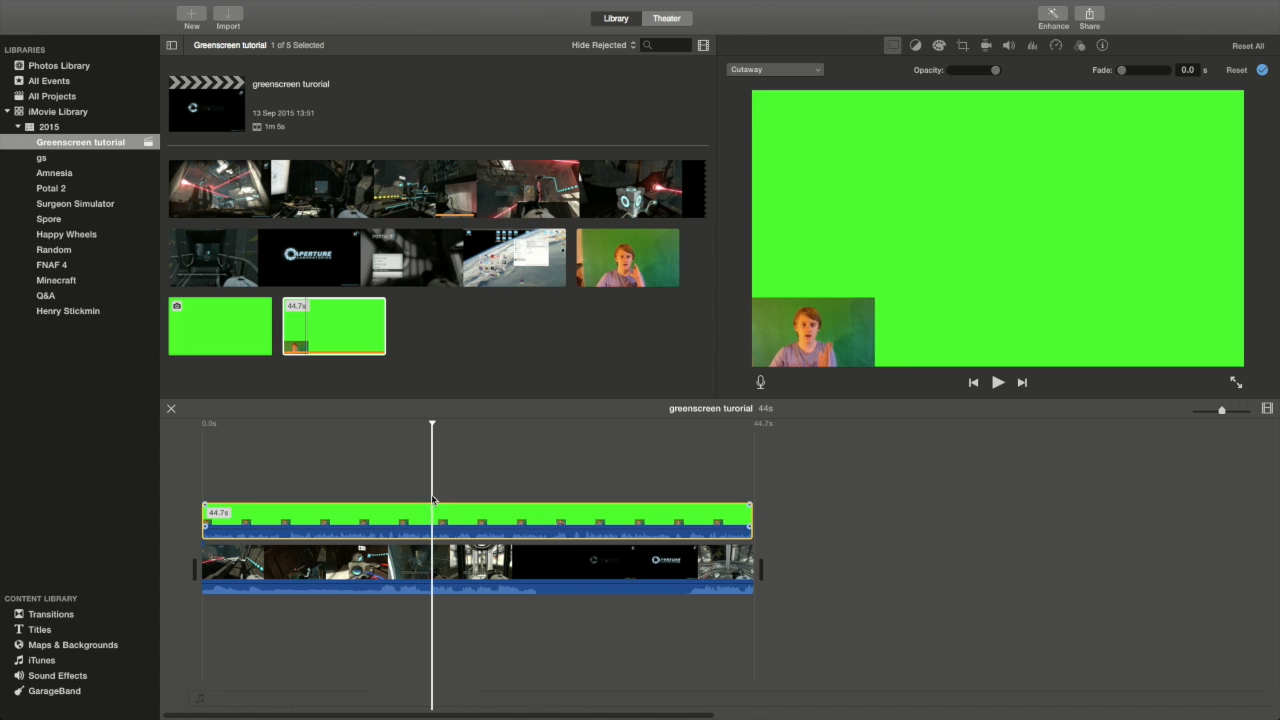 New
Import
Library
Theater
Enhance
Share
LIBRARIES
Photos Library
All Events
All Projects
iMovie Library
2015
Greenscreen tutorial
gs
Amnesia
Potal 2
Surgeon Simulator
Spore
Happy Wheels
Random
FNAF 4
Minecraft
Q&A
Henry Stickmin
CONTENT LIBRARY
Transitions
Titles
Maps & Backgrounds
iTunes
Sound Effects
GarageBand
Greenscreen tutorial 1 of 5 Selected
Hide Rejected
greenscreen turorial
13 Sep 2015 13:51
1m 5s
APERTURE
44.7s
Reset All
Cutaway
Opacity:
Fade:
0.0 s
Reset
greenscreen turorial 44s
0.0s
44.7s
44.7s